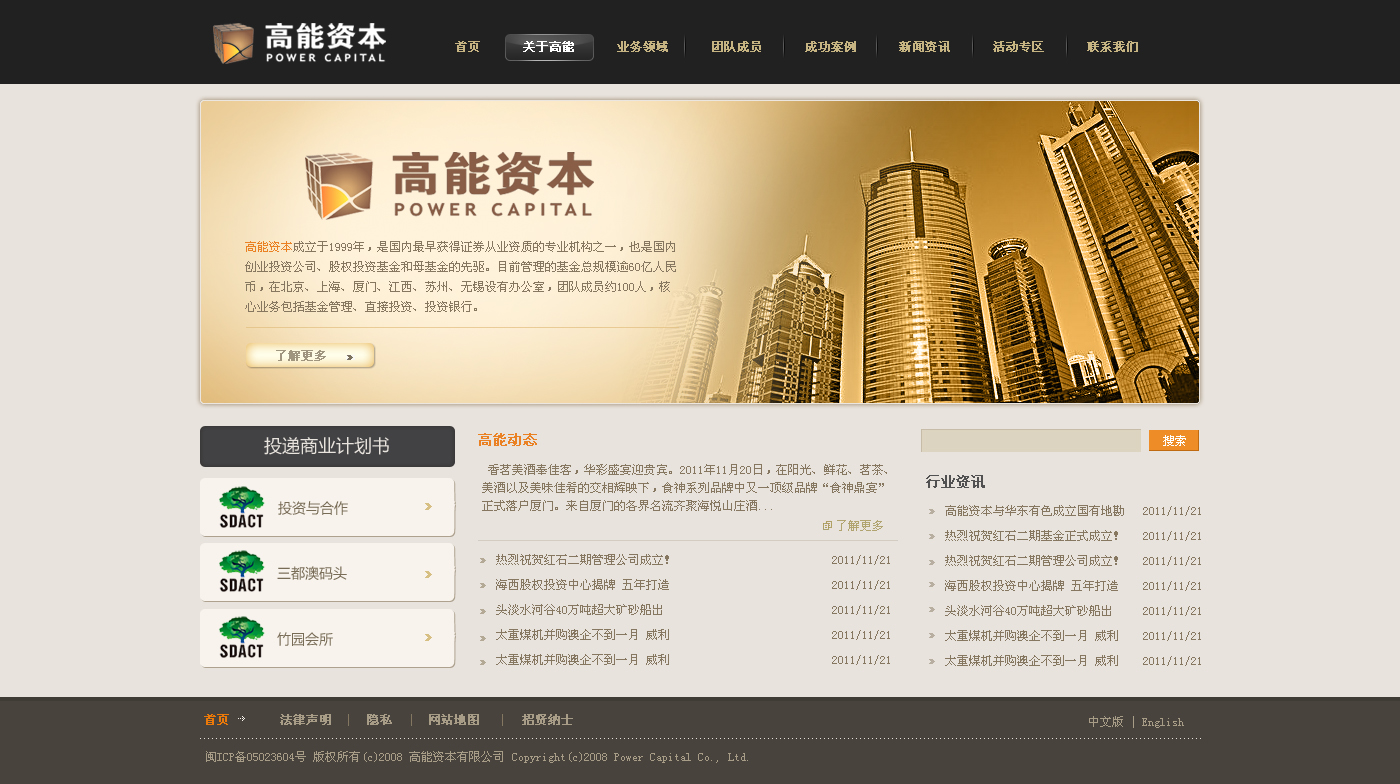 高能资本
POWER CAPITAL
首页
关于高能
业务领域
团队成员
成功案例
新闻资讯
活动专区
联系我们
高能资本
POWER CAPITAL
高能资本成立于1999年，是国内最早获得证券从业资质的专业机构之一，也是国内
创业投资公司、股权投资基金和母基金的先驱。目前管理的基金总规模逾60亿人民
币，在北京、上海、厦门、江西、苏州、无锡设有办公室，团队成员约100人，核
心业务包括基金管理、直接投资、投资银行。
了解更多
投递商业计划书
SDACT
投资与合作
SDACT
三都澳码头
SDACT
竹园会所
高能动态
香茗美酒奉佳客，华彩盛宴迎贵宾。2011年11月20日，在阳光、鲜花、茗茶、
美酒以及美味佳肴的交相辉映下，食神系列品牌中又一顶级品牌“食神鼎宴”
正式落户厦门。来自厦门的各界名流齐聚海悦山庄酒...
了解更多
热烈祝贺红石二期管理公司成立！ 2011/11/21
海西股权投资中心揭牌 五年打造 2011/11/21
头淡水河谷40万吨超大矿砂船出 2011/11/21
太重煤机并购澳企不到一月 威利 2011/11/21
太重煤机并购澳企不到一月 威利 2011/11/21
搜索
行业资讯
高能资本与华东有色成立国有地勘 2011/11/21
热烈祝贺红石二期基金正式成立！ 2011/11/21
热烈祝贺红石二期管理公司成立！ 2011/11/21
海西股权投资中心揭牌 五年打造 2011/11/21
头淡水河谷40万吨超大矿砂船出 2011/11/21
太重煤机并购澳企不到一月 威利 2011/11/21
太重煤机并购澳企不到一月 威利 2011/11/21
首页
法律声明 | 隐私 | 网站地图 | 招贤纳士
中文版 | English
闽ICP备05023604号 版权所有(c)2008 高能资本有限公司 Copyright(c)2008 Power Capital Co., Ltd.